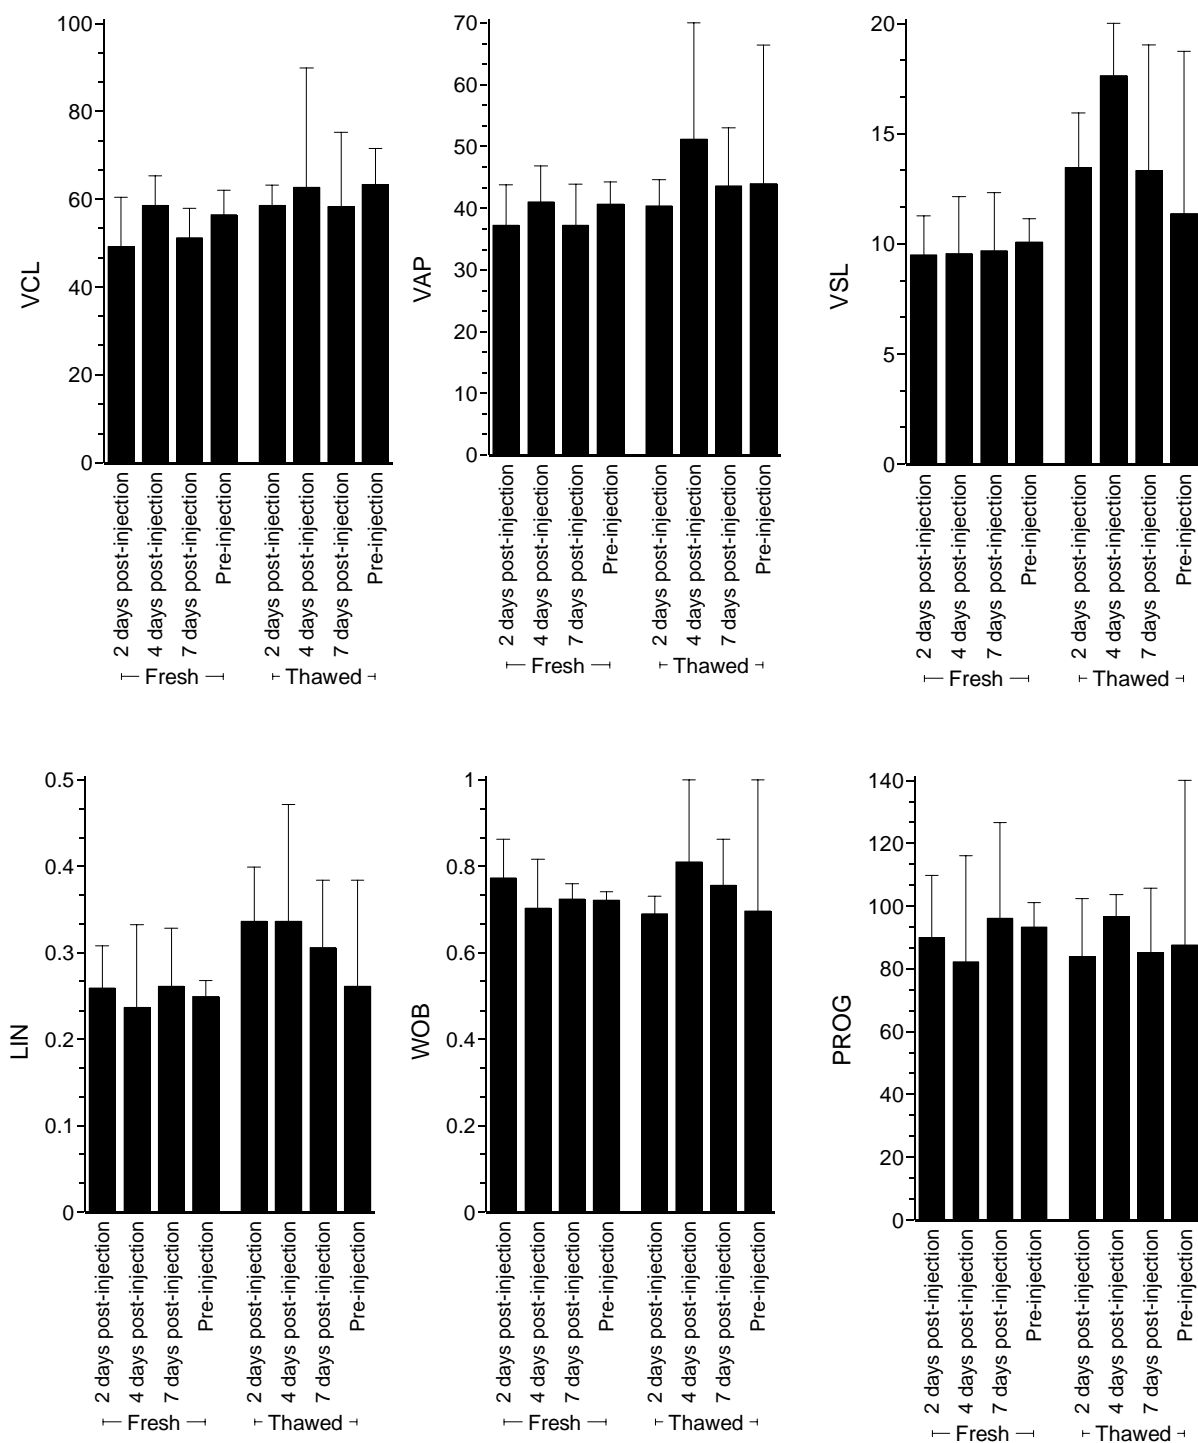 VCL
100
80
60
40
20
0
2 days post-injection
4 days post-injection
7 days post-injection
Pre-injection
2 days post-injection
4 days post-injection
7 days post-injection
Pre-injection
Fresh
Thawed
VAP
70
60
50
40
30
20
10
0
2 days post-injection
4 days post-injection
7 days post-injection
Pre-injection
2 days post-injection
4 days post-injection
7 days post-injection
Pre-injection
Fresh
Thawed
VSL
20
15
10
5
0
2 days post-injection
4 days post-injection
7 days post-injection
Pre-injection
2 days post-injection
4 days post-injection
7 days post-injection
Pre-injection
Fresh
Thawed
LIN
0.5
0.4
0.3
0.2
0.1
0
2 days post-injection
4 days post-injection
7 days post-injection
Pre-injection
2 days post-injection
4 days post-injection
7 days post-injection
Pre-injection
Fresh
Thawed
WOB
1
0.8
0.6
0.4
0.2
0
2 days post-injection
4 days post-injection
7 days post-injection
Pre-injection
2 days post-injection
4 days post-injection
7 days post-injection
Pre-injection
Fresh
Thawed
PROG
140
120
100
80
60
40
20
0
2 days post-injection
4 days post-injection
7 days post-injection
Pre-injection
2 days post-injection
4 days post-injection
7 days post-injection
Pre-injection
Fresh
Thawed